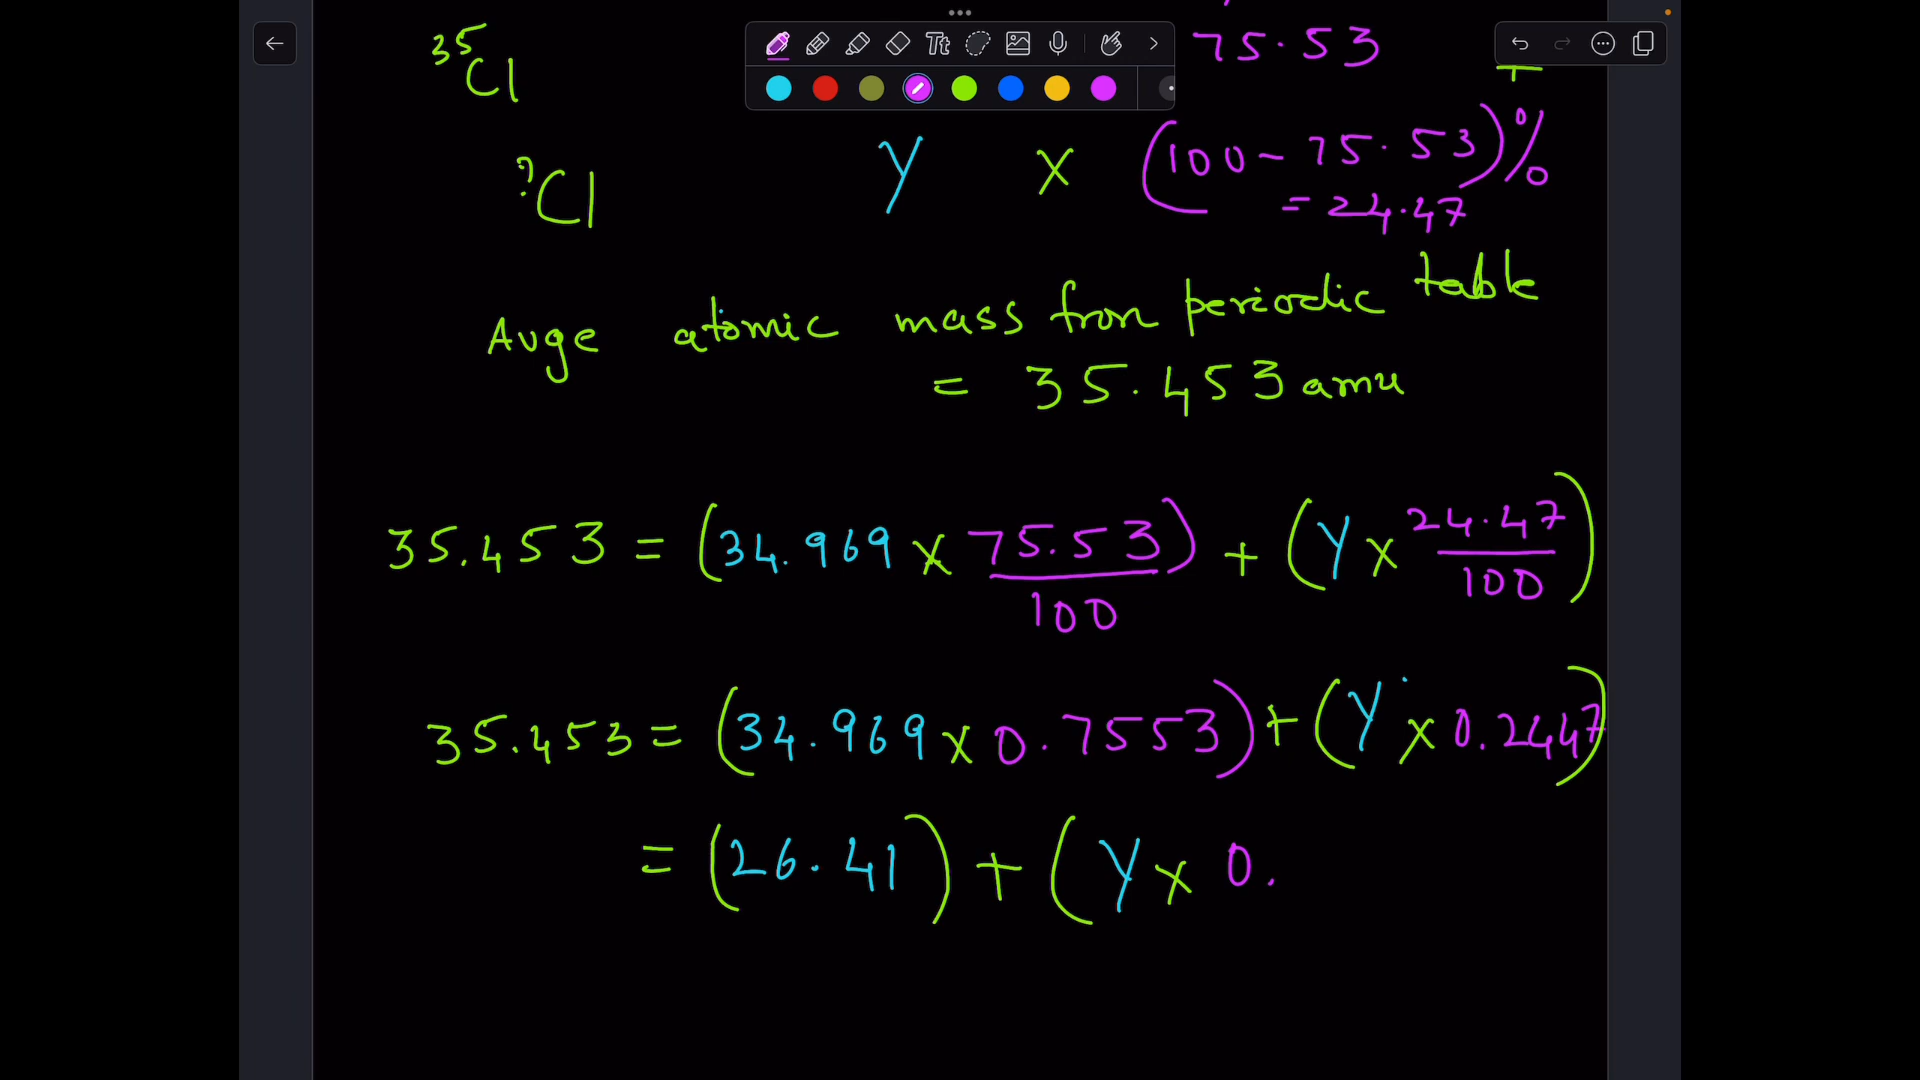 35Cl 75.53
?Cl Y X (100 - 75.53)%
= 24.47
Auge atomic mass from periodic table
= 35.453 amu
35.453 = (34.969 X 75.53/100) + (Y X 24.47/100)
35.453 = (34.969 X 0.7553) + (Y X 0.2447)
= (26.41) + (Y X 0.
Tt